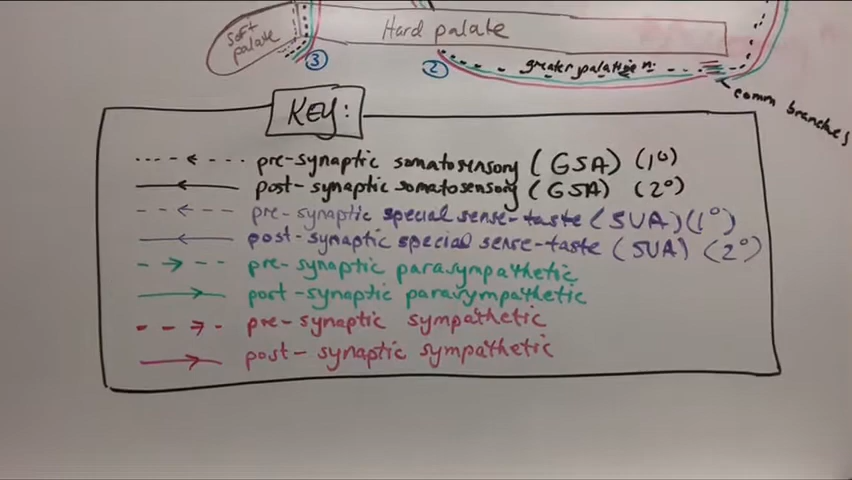 Soft
palate
Hard palate
3
2
greater palatine n.
comm branches
KEY:
pre-synaptic somatosensory (GSA) (1°)
post-synaptic somatosensory (GSA) (2°)
pre-synaptic special sense-taste (SVA) (1°)
post-synaptic special sense-taste (SVA) (2°)
pre-synaptic parasympathetic
post-synaptic parasympathetic
pre-synaptic sympathetic
post-synaptic sympathetic